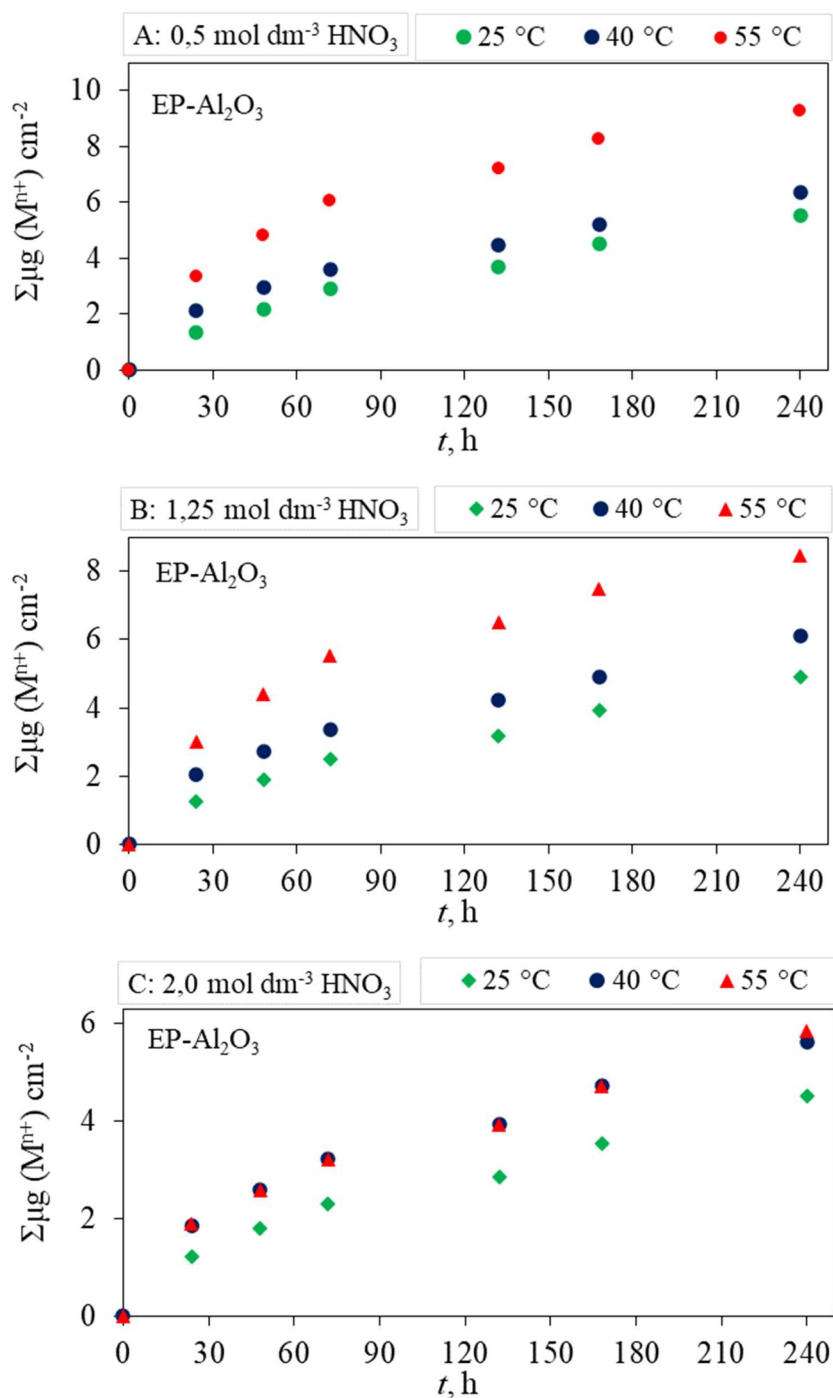 A: 0,5 mol dm⁻³ HNO₃
25 °C 40 °C 55 °C
EP-Al₂O₃
Σµg (Mⁿ⁺) cm⁻²
10
8
6
4
2
0
0 30 60 90 120 150 180 210 240
t, h
B: 1,25 mol dm⁻³ HNO₃
25 °C 40 °C 55 °C
EP-Al₂O₃
Σµg (Mⁿ⁺) cm⁻²
8
6
4
2
0
0 30 60 90 120 150 180 210 240
t, h
C: 2,0 mol dm⁻³ HNO₃
25 °C 40 °C 55 °C
EP-Al₂O₃
Σµg (Mⁿ⁺) cm⁻²
6
4
2
0
0 30 60 90 120 150 180 210 240
t, h